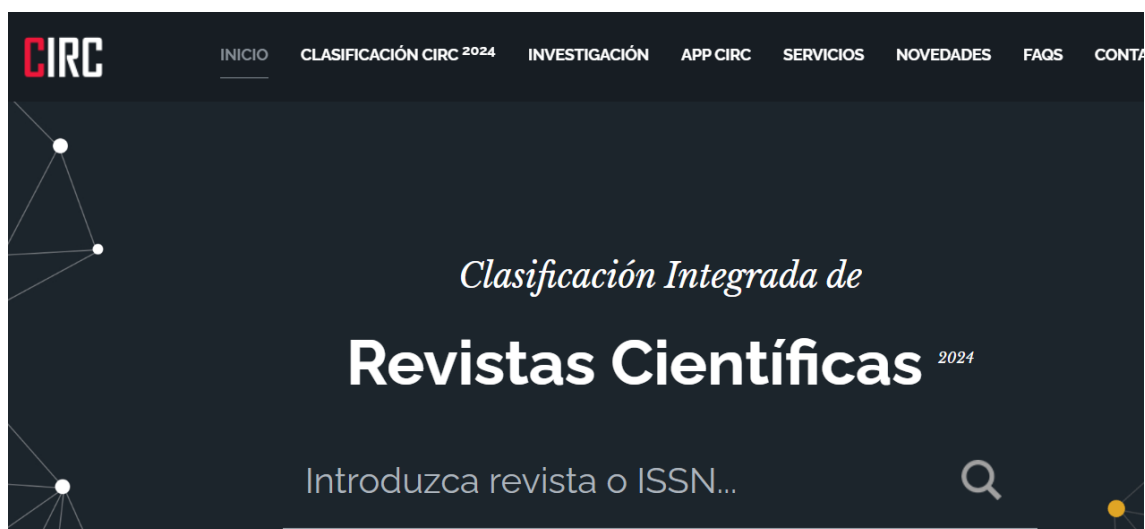 CIRC
INICIO CLASIFICACIÓN CIRC 2024 INVESTIGACIÓN APP CIRC SERVICIOS NOVEDADES FAQS CONTA
Clasificación Integrada de
Revistas Científicas 2024
Introduzca revista o ISSN...